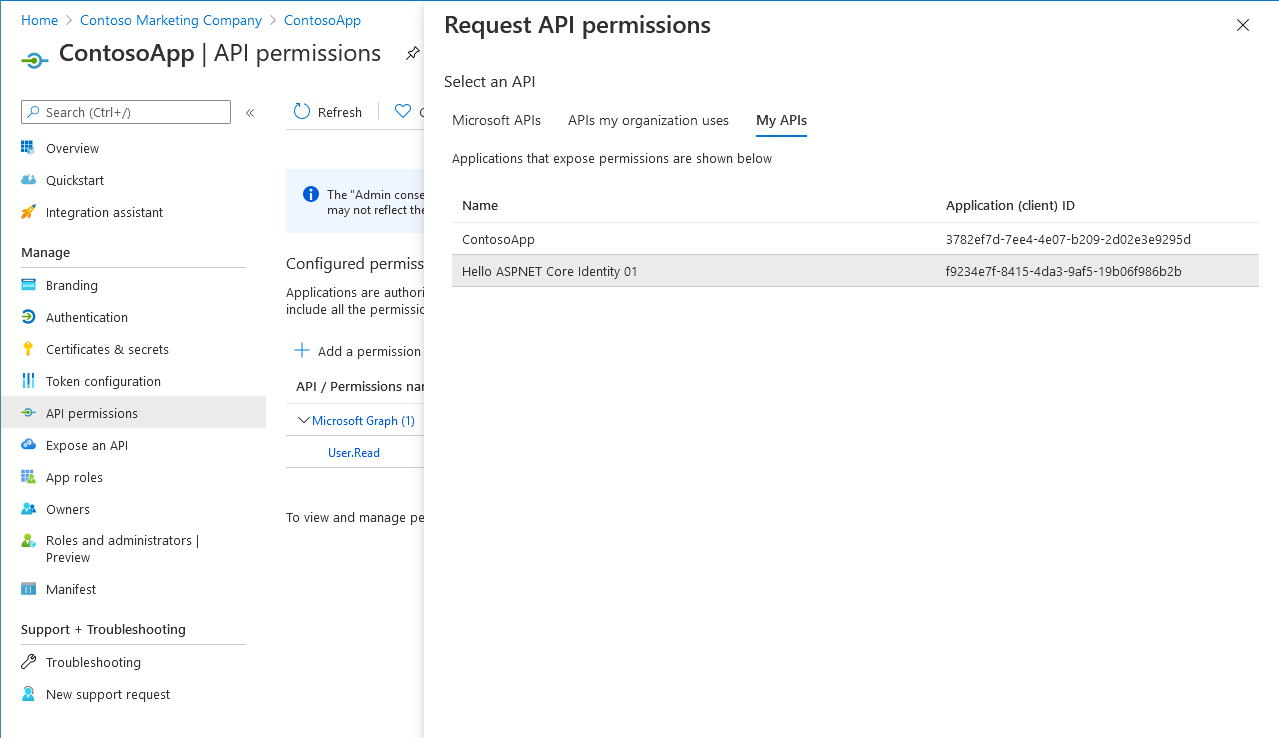 Home > Contoso Marketing Company > ContosoApp
ContosoApp | API permissions
Search (Ctrl+/)
«
Overview
Quickstart
Integration assistant
Manage
Branding
Authentication
Certificates & secrets
Token configuration
API permissions
Expose an API
App roles
Owners
Roles and administrators |
Preview
Manifest
Support + Troubleshooting
Troubleshooting
New support request
Refresh
The "Admin conse
may not reflect the
Configured permiss
Applications are authori
include all the permissio
Add a permission
API / Permissions nar
Microsoft Graph (1)
User.Read
To view and manage pe
Request API permissions
Select an API
Microsoft APIs APIs my organization uses My APIs
Applications that expose permissions are shown below
Name Application (client) ID
ContosoApp 3782ef7d-7ee4-4e07-b209-2d02e3e9295d
Hello ASPNET Core Identity 01 f9234e7f-8415-4da3-9af5-19b06f986b2b